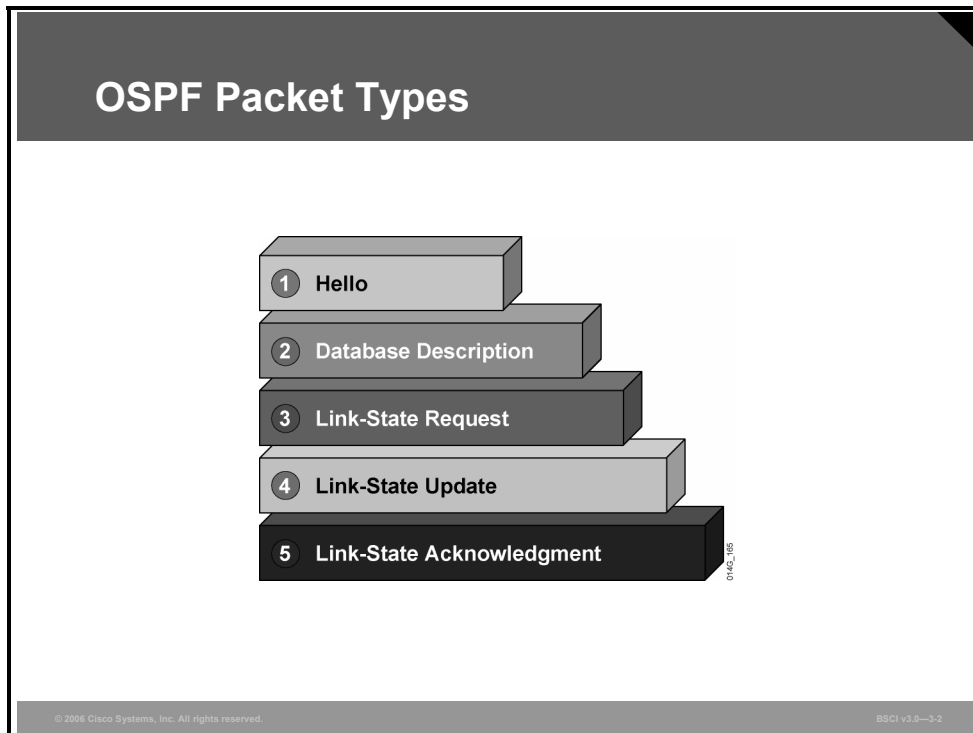 OSPF Packet Types
1 Hello
2 Database Description
3 Link-State Request
4 Link-State Update
5 Link-State Acknowledgment
014G_165
© 2006 Cisco Systems, Inc. All rights reserved.
BSCI v3.0—3-2